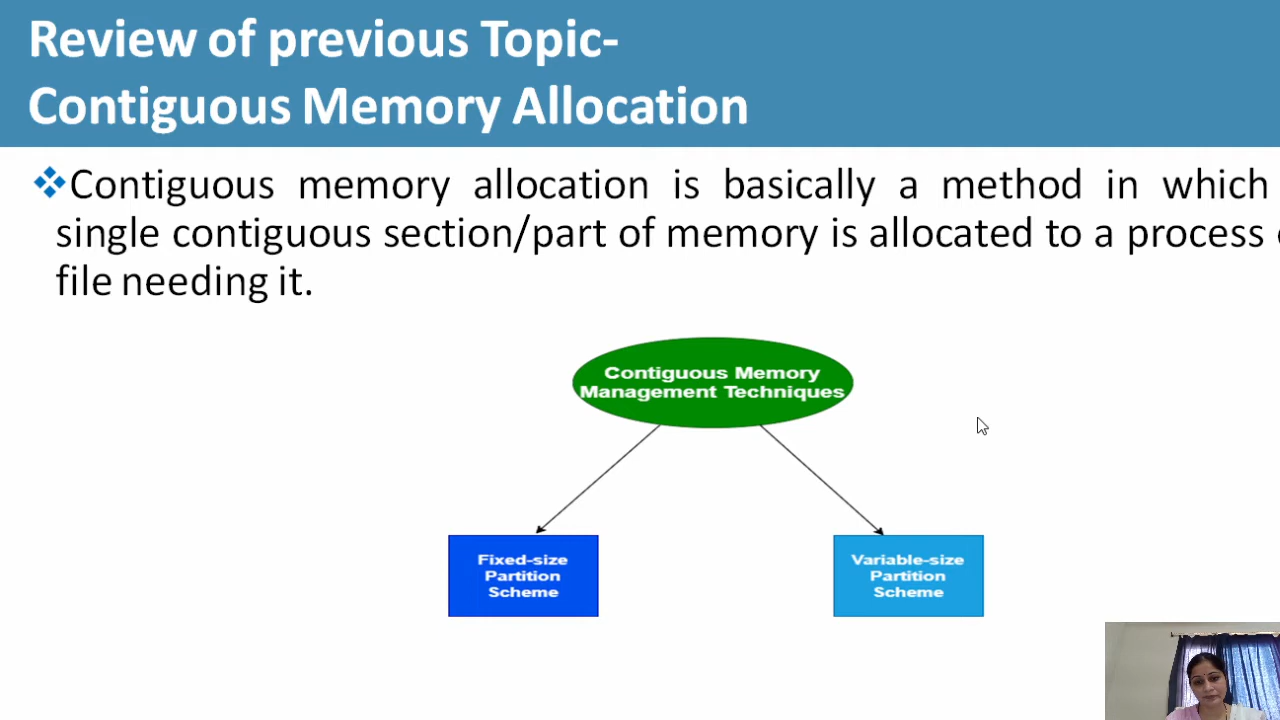 Review of previous Topic-
Contiguous Memory Allocation
Contiguous memory allocation is basically a method in which
single contiguous section/part of memory is allocated to a process
file needing it.
Contiguous Memory
Management Techniques
Fixed-size
Partition
Scheme
Variable-size
Partition
Scheme